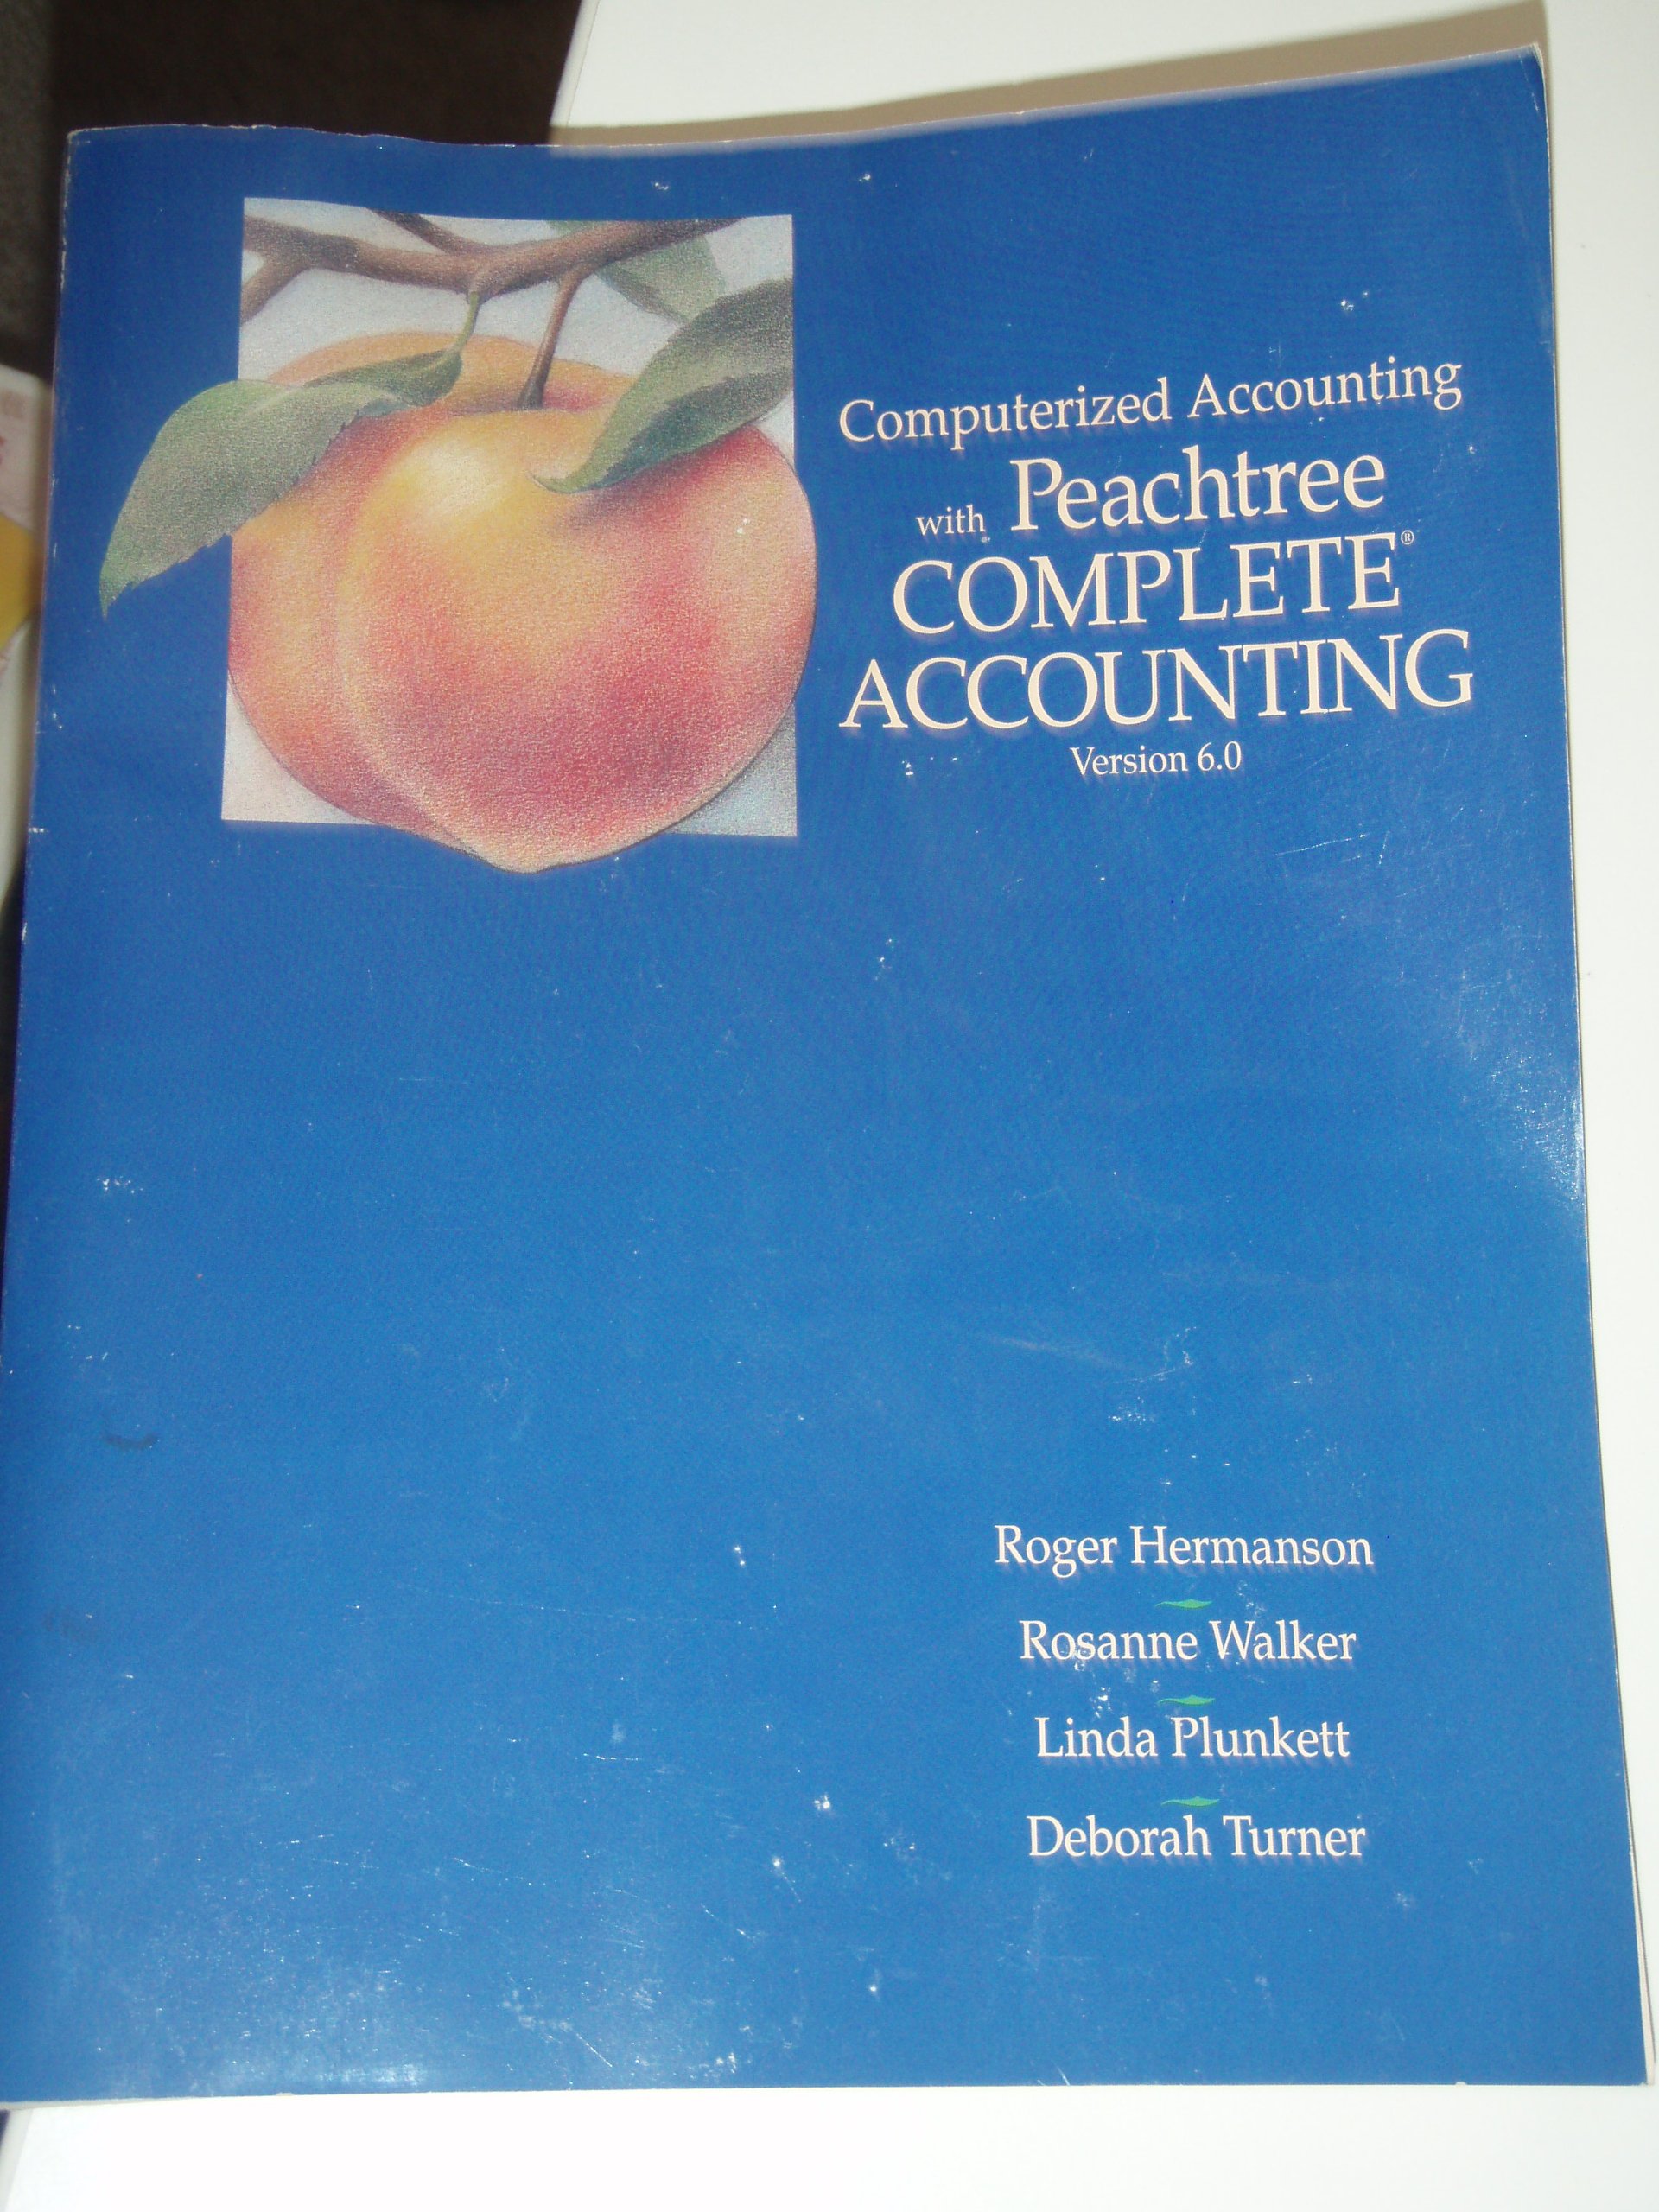 Computerized Accounting
with Peachtree
COMPLETE®
ACCOUNTING
Version 6.0
Roger Hermanson
Rosanne Walker
Linda Plunkett
Deborah Turner